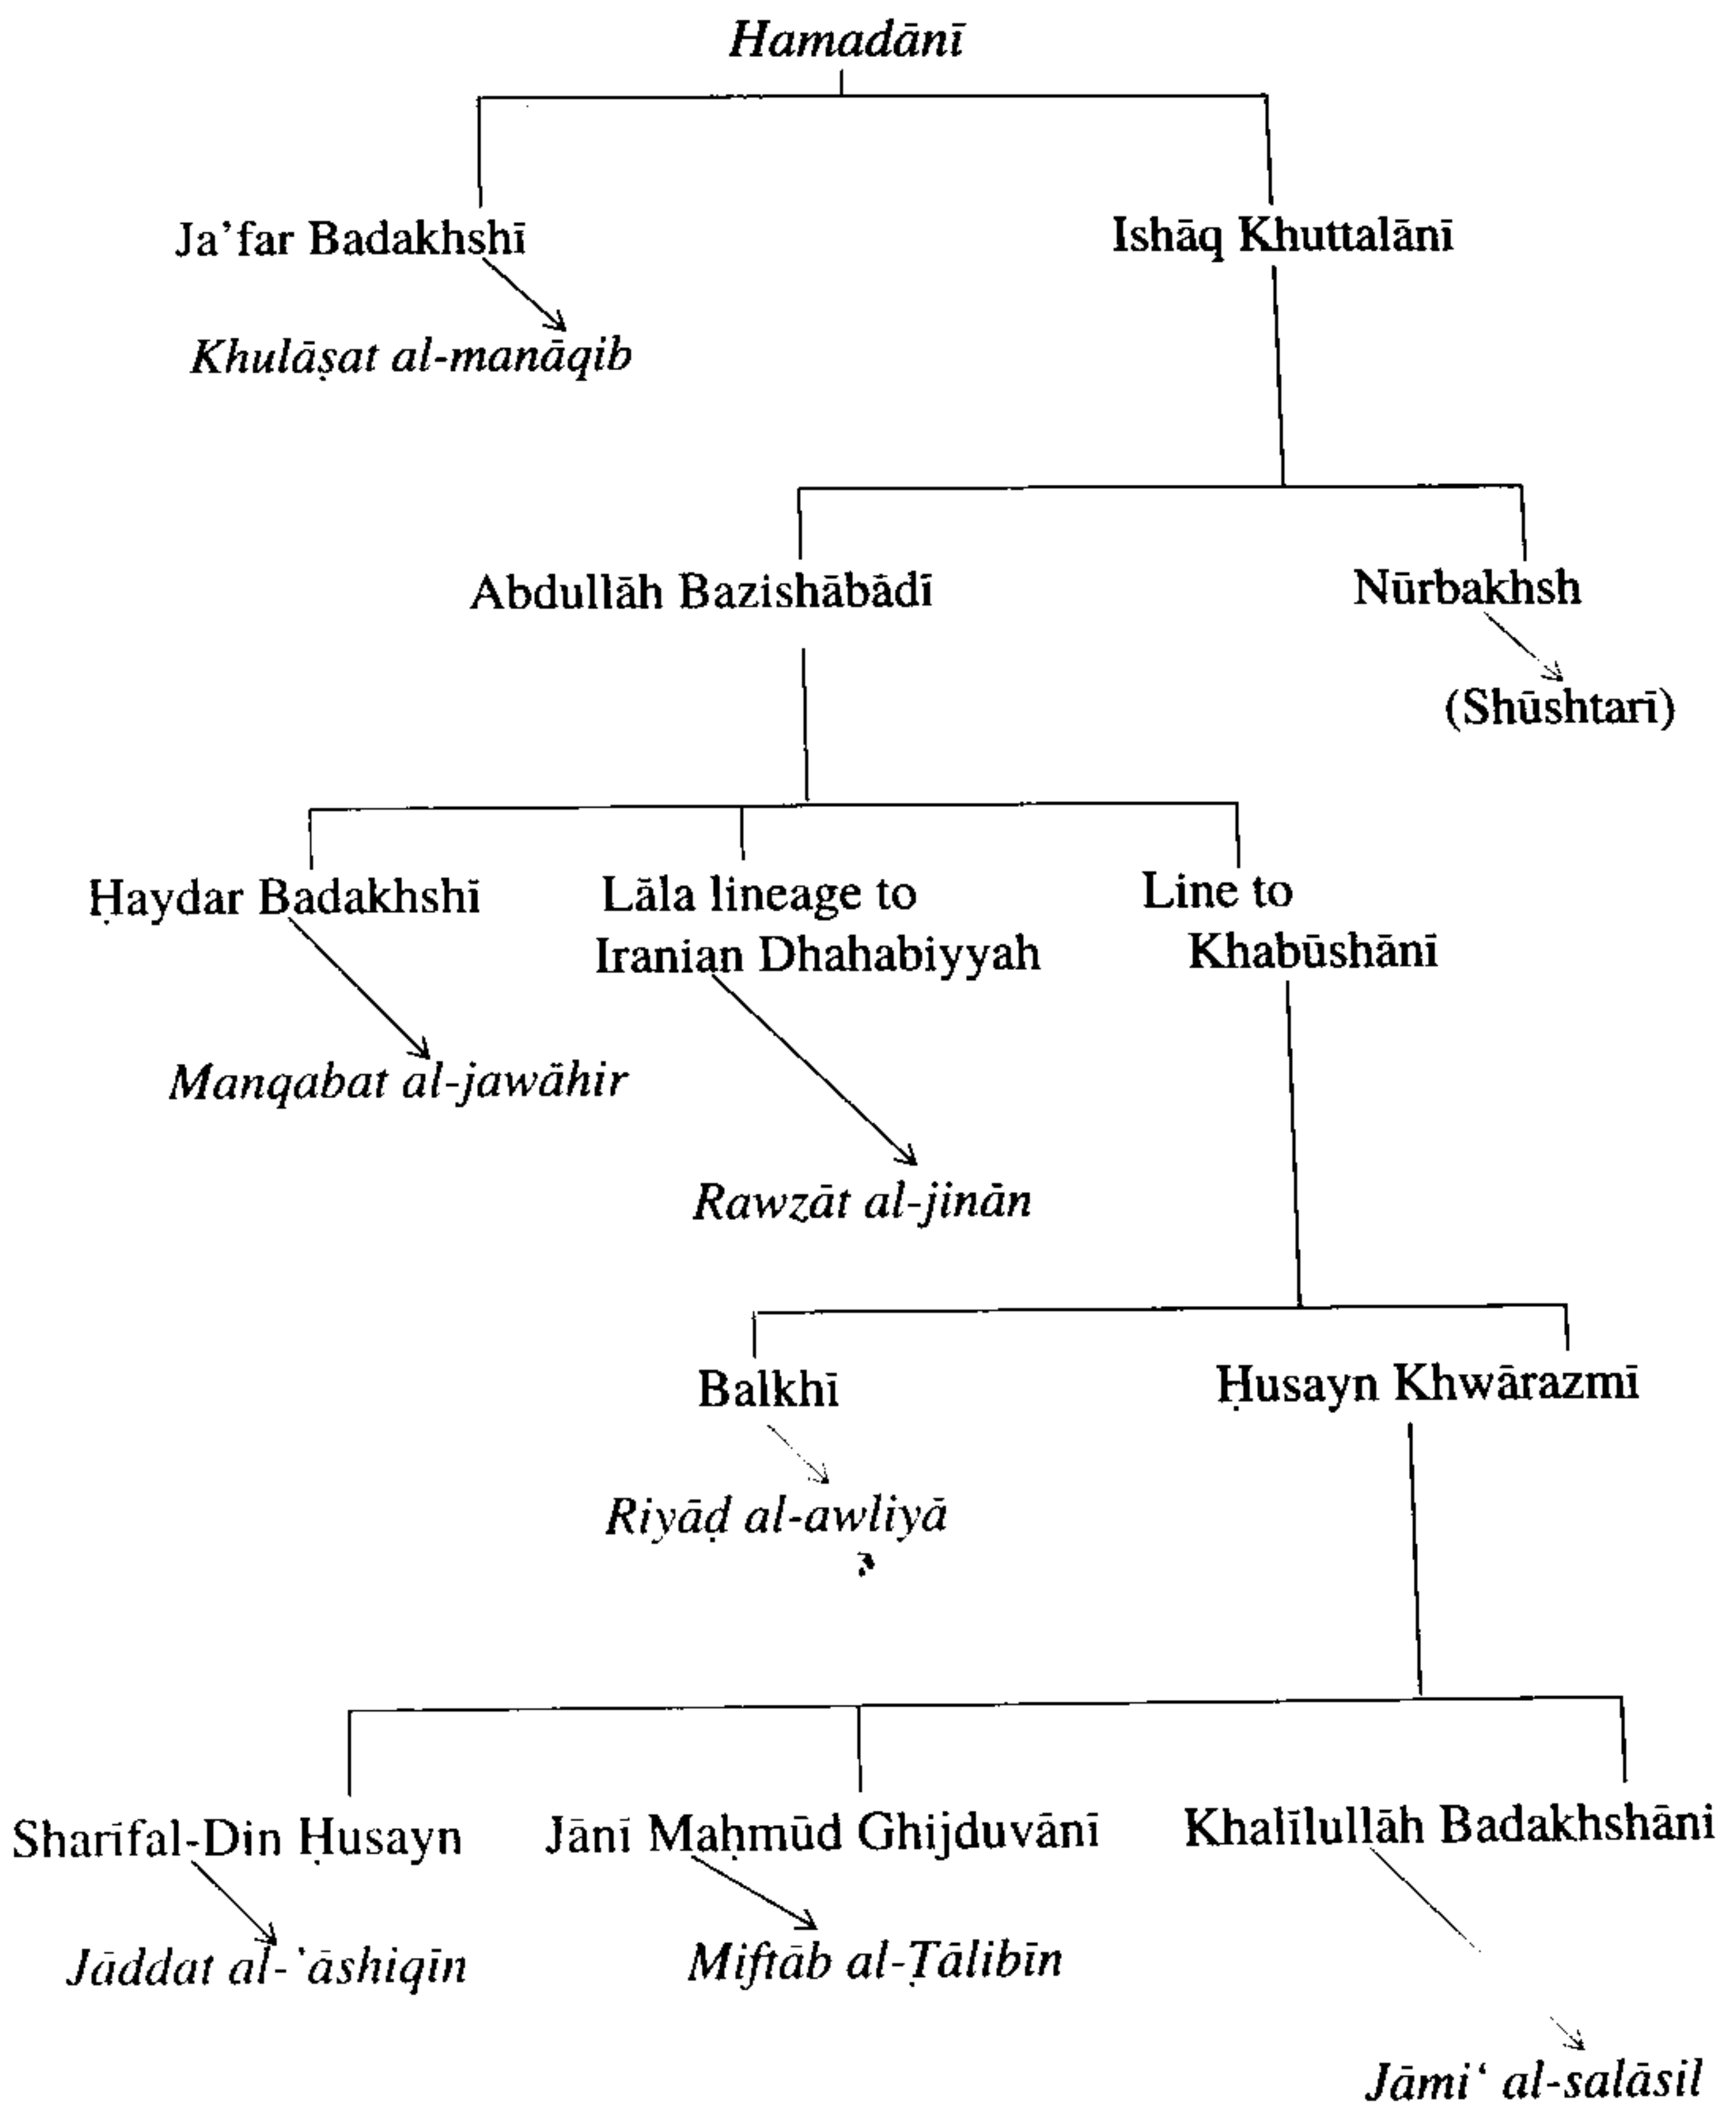 Hamadānī
Ja’far Badakhshī
Ishāq Khuttalānī
Khulāṣat al-manāqib
Abdullāh Bazishābādī
Nūrbakhsh
(Shūshtarī)
Ḥaydar Badakhshī
Lāla lineage to
Iranian Dhahabiyyah
Line to
Khabūshānī
Manqabat al-jawāhir
Rawẓāt al-jinān
Balkhī
Ḥusayn Khwārazmī
Riyāḍ al-awliyā
Sharīfal-Din Ḥusayn
Jānī Maḥmūd Ghijduvānī
Khalīlullāh Badakhshāni
Jāddat al-‛āshiqīn
Miftāb al-Ṭālibīn
Jāmi‘ al-salāsil